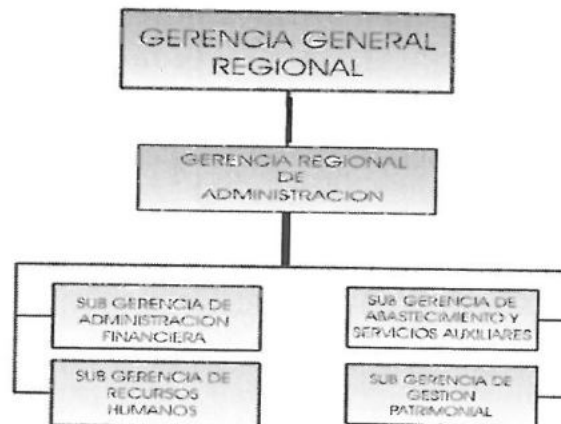 GERENCIA GENERAL
REGIONAL
GERENCIA REGIONAL
DE
ADMINISTRACION
SUB GERENCIA DE
ADMINISTRACION
FINANCIERA
SUB GERENCIA DE
ABASTECIMIENTO Y
SERVICIOS AUXILIARES
SUB GERENCIA DE
RECURSOS
HUMANOS
SUB GERENCIA DE
GESTION
PATRIMONIAL